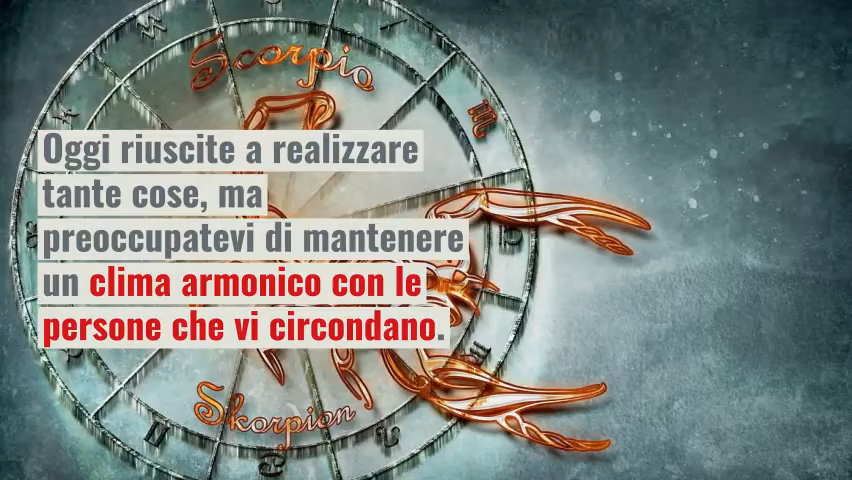 Scorpio
Oggi riuscite a realizzare
tante cose, ma
preoccupatevi di mantenere
un clima armonico con le
persone che vi circondano.
Skorpion